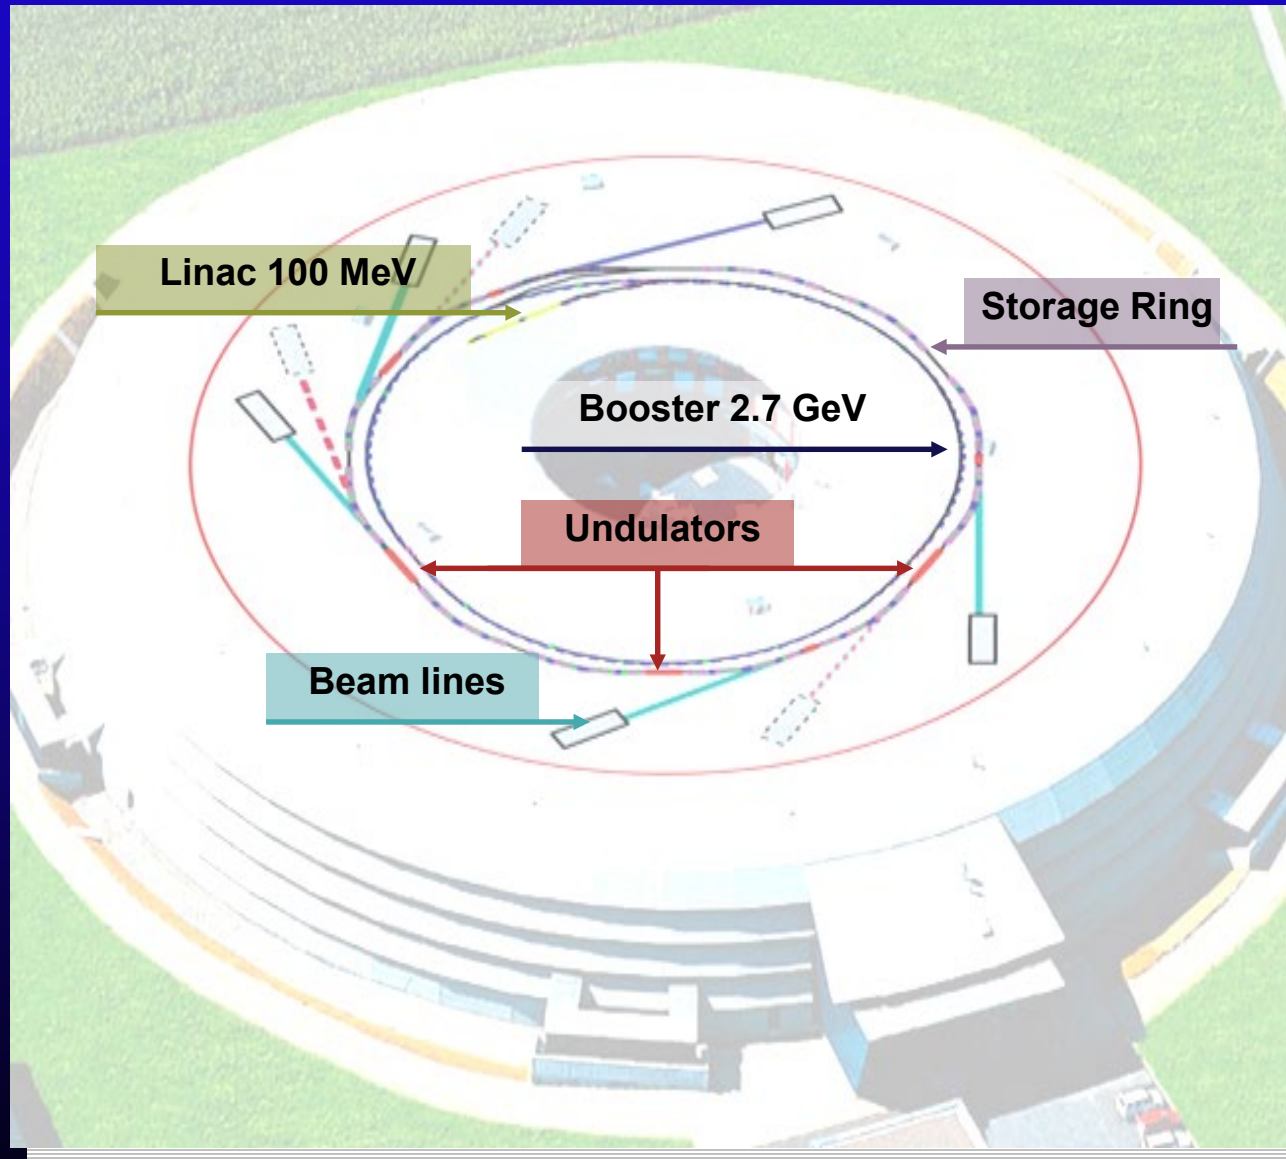 Linac 100 MeV
Storage Ring
Booster 2.7 GeV
Undulators
Beam lines